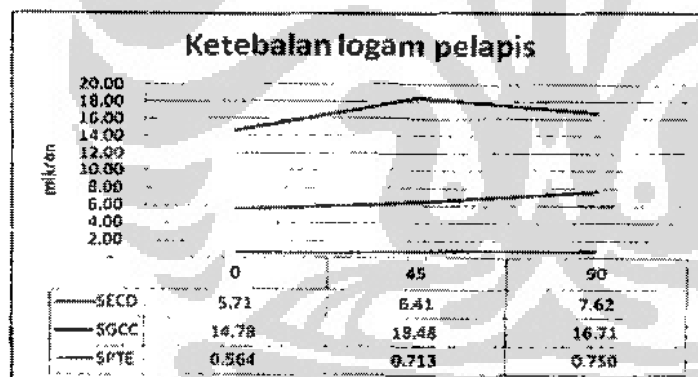 Ketebalan logam pelapis
mikron
20.00
18.00
16.00
14.00
12.00
10.00
8.00
6.00
4.00
2.00
0 45 90
SECD 5.71 6.41 7.62
SGCC 14.78 18.48 16.71
SPTE 0.564 0.713 0.750